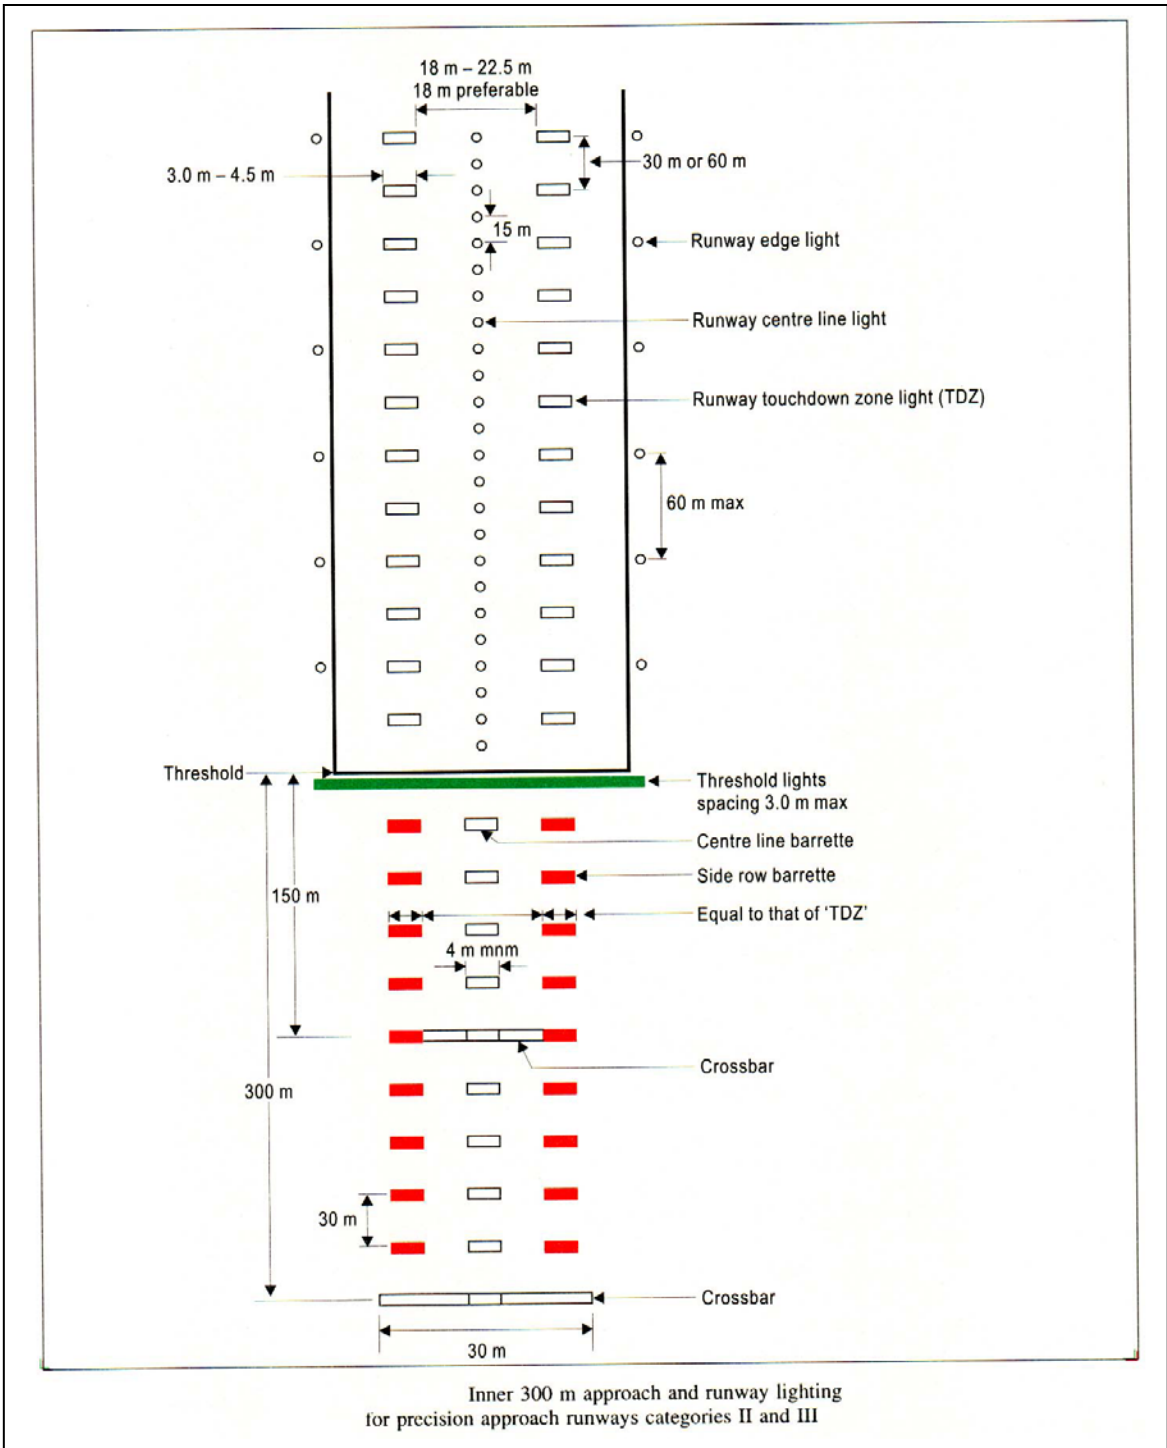 18 m – 22.5 m
18 m preferable
3.0 m – 4.5 m
30 m or 60 m
15 m
Runway edge light
Runway centre line light
Runway touchdown zone light (TDZ)
60 m max
Threshold
Threshold lights
spacing 3.0 m max
Centre line barrette
Side row barrette
150 m
Equal to that of ‘TDZ’
4 m mnm
Crossbar
300 m
30 m
Crossbar
30 m
Inner 300 m approach and runway lighting
for precision approach runways categories II and III